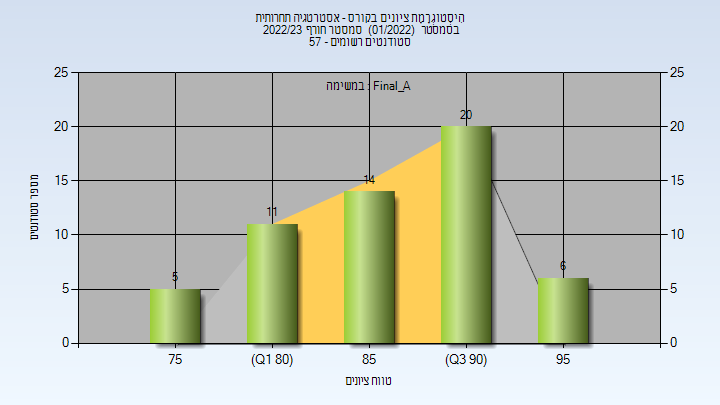 היסטוגרמת ציונים בקורס - אסטרטגיה תחרותית
בסמסטר (01/2022) סמסטר חורף 2022/23
סטודנטים רשומים - 57
במשימה : Final_A
25
20
15
10
5
0
25
20
15
10
5
0
מספר סטודנטים
5
11
14
20
6
75
(Q1 80)
85
(Q3 90)
95
טווח ציונים